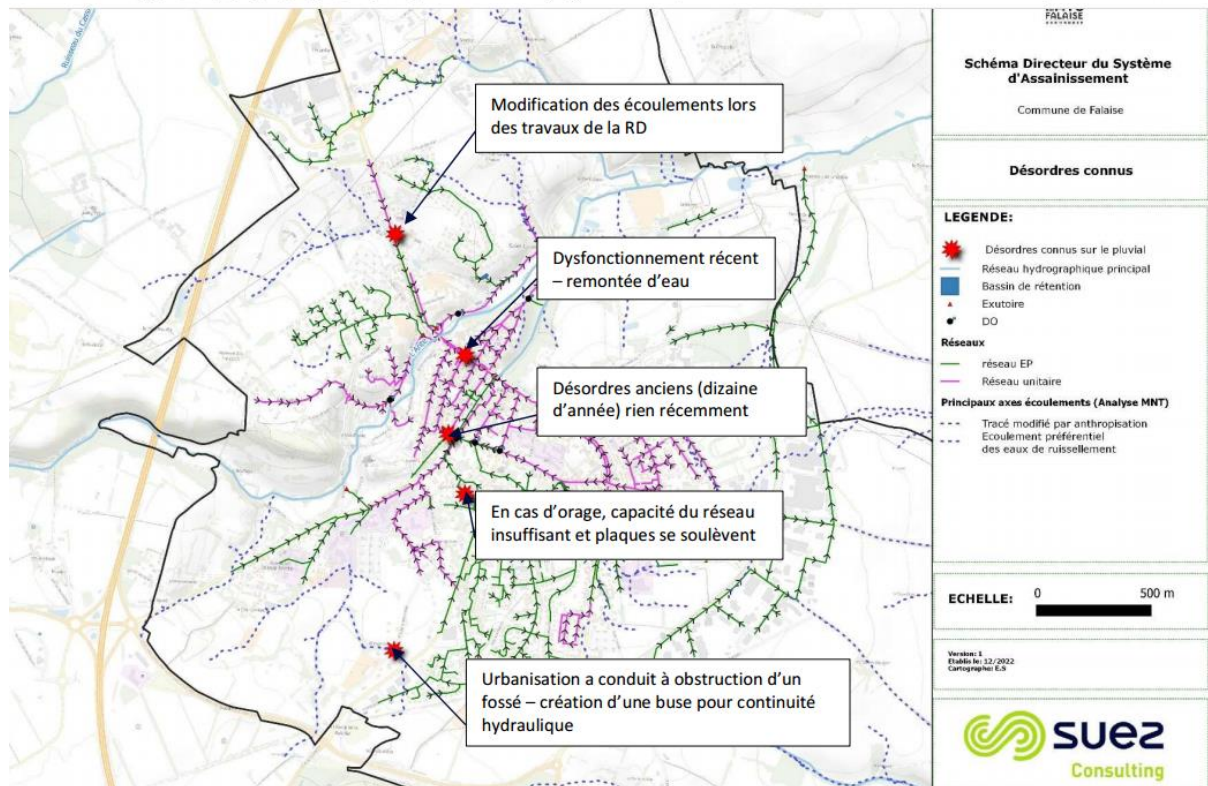 FALAISE
Schéma Directeur du Système
d'Assainissement
Commune de Falaise
Désordres connus
LEGENDE:
Désordres connus sur le pluvial
Réseau hydrographique principal
Bassin de rétention
Exutoire
DO
Réseaux
réseau EP
Réseau unitaire
Principaux axes écoulements (Analyse MNT)
Tracé modifié par anthropisation
Ecoulement préférentiel
des eaux de ruissellement
ECHELLE:
0 500 m
Version: 1
Etablis le: 12/2022
Cartographe: E.S
suez
Consulting
Modification des écoulements lors
des travaux de la RD
Dysfonctionnement récent
– remontée d'eau
Désordres anciens (dizaine
d'année) rien récemment
En cas d'orage, capacité du réseau
insuffisant et plaques se soulèvent
Urbanisation a conduit à obstruction d'un
fossé – création d'une buse pour continuité
hydraulique